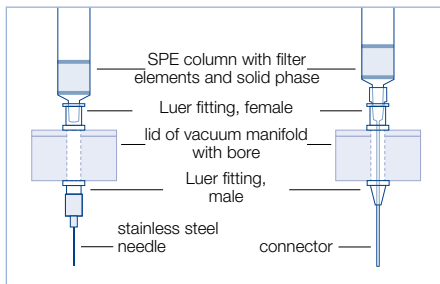 SPE column with filter
elements and solid phase
Luer fitting, female
lid of vacuum manifold
with bore
Luer fitting,
male
stainless steel
needle
connector